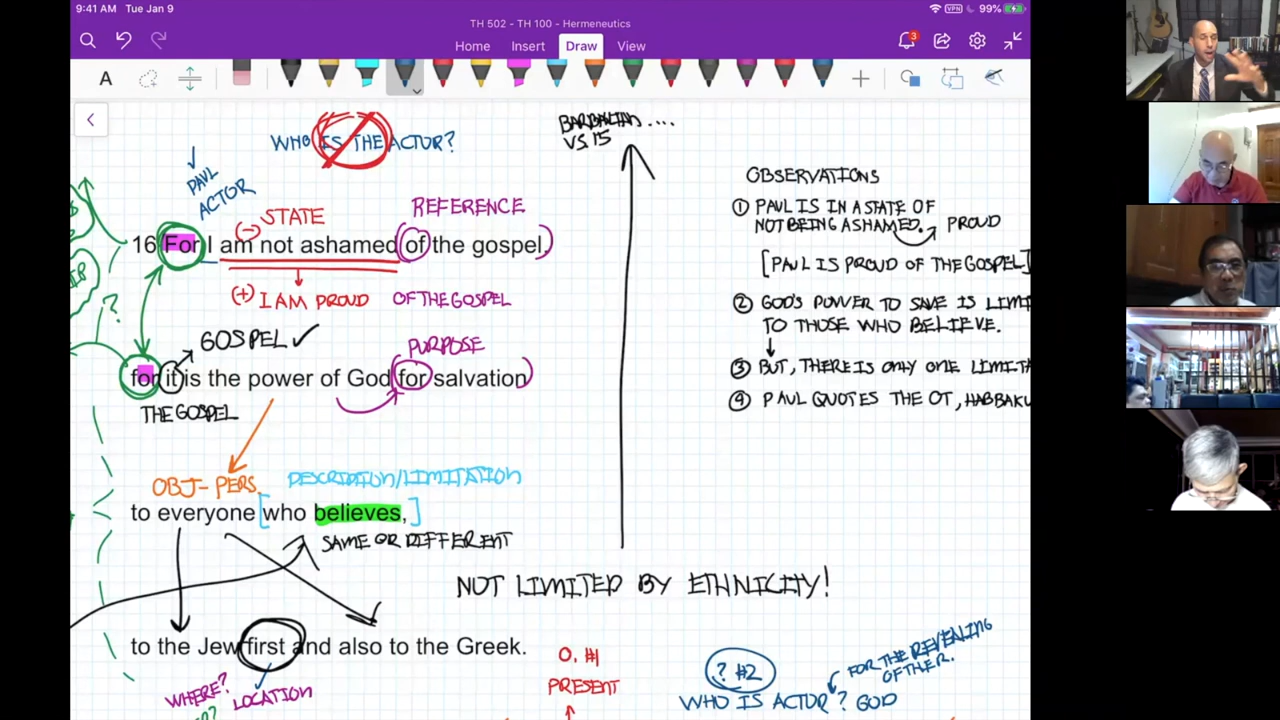 9:41 AM Tue Jan 9
VPN 99%
TH 502 - TH 100 - Hermeneutics
Home Insert Draw View
3
A
WHO IS THE ACTOR?
BARBARIAN ....
VS. 15
PAUL
ACTOR
OBSERVATIONS
(-) STATE
REFERENCE
① PAUL IS IN A STATE OF
NOT BEING ASHAMED. PROUD
16 For I am not ashamed of the gospel,
[PAUL IS PROUD OF THE GOSPEL]
(+) I AM PROUD OF THE GOSPEL
?
② GOD'S POWER TO SAVE IS LIMI
TO THOSE WHO BELIEVE.
GOSPEL ✓
PURPOSE
③ BUT, THERE IS ONLY ONE LIMITA
for it is the power of God for salvation
④ PAUL QUOTES THE OT, HABBAKU
THE GOSPEL
OBJ-PERS.
DESCRIPTION/LIMITATION
to everyone [who believes,]
SAME OR DIFFERENT
NOT LIMITED BY ETHNICITY!
to the Jew first and also to the Greek.
WHERE?
LOCATION
O. #1
PRESENT
? #2
WHO IS ACTOR? GOD
FOR THE REVEALING
OF THE R.